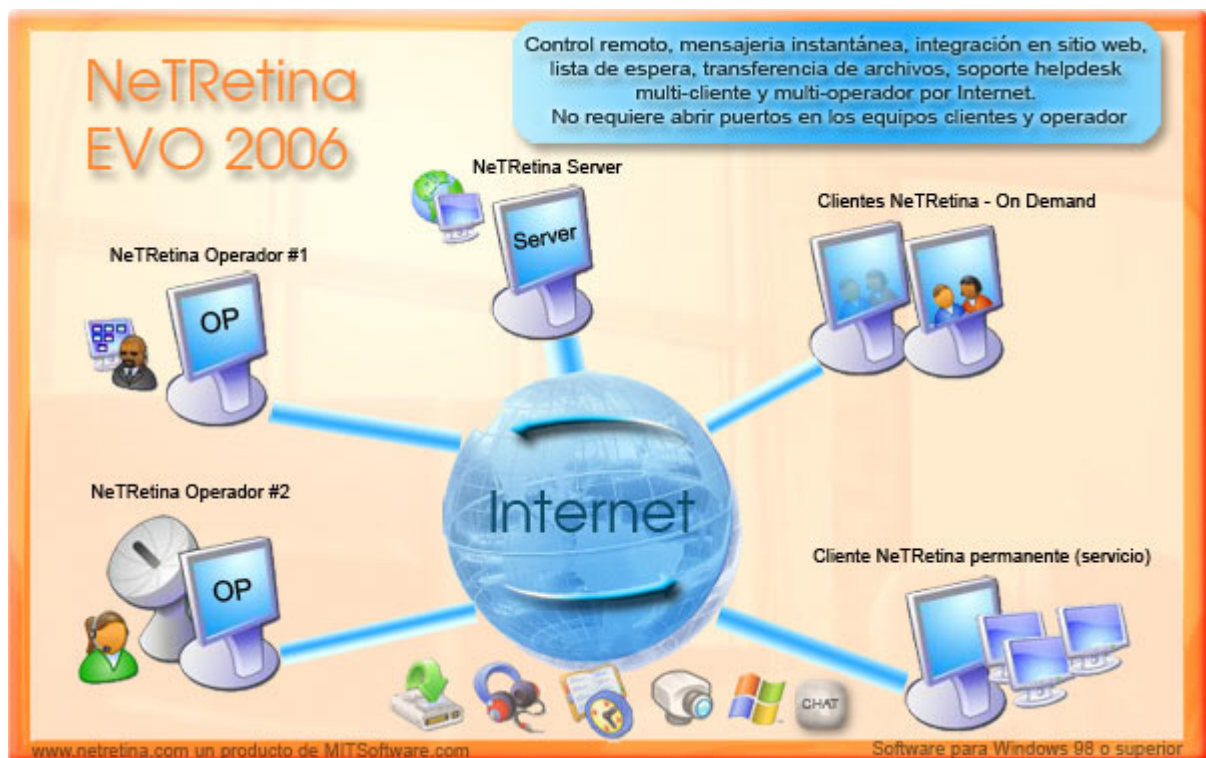 NeTRetina
EVO 2006
Control remoto, mensajeria instantánea, integración en sitio web,
lista de espera, transferencia de archivos, soporte helpdesk
multi-cliente y multi-operador por Internet.
No requiere abrir puertos en los equipos clientes y operador
NeTRetina Server
Server
Clientes NeTRetina - On Demand
NeTRetina Operador #1
OP
Internet
NeTRetina Operador #2
OP
Cliente NeTRetina permanente (servicio)
CHAT
www.netretina.com un producto de MITSoftware.com
Software para Windows 98 o superior